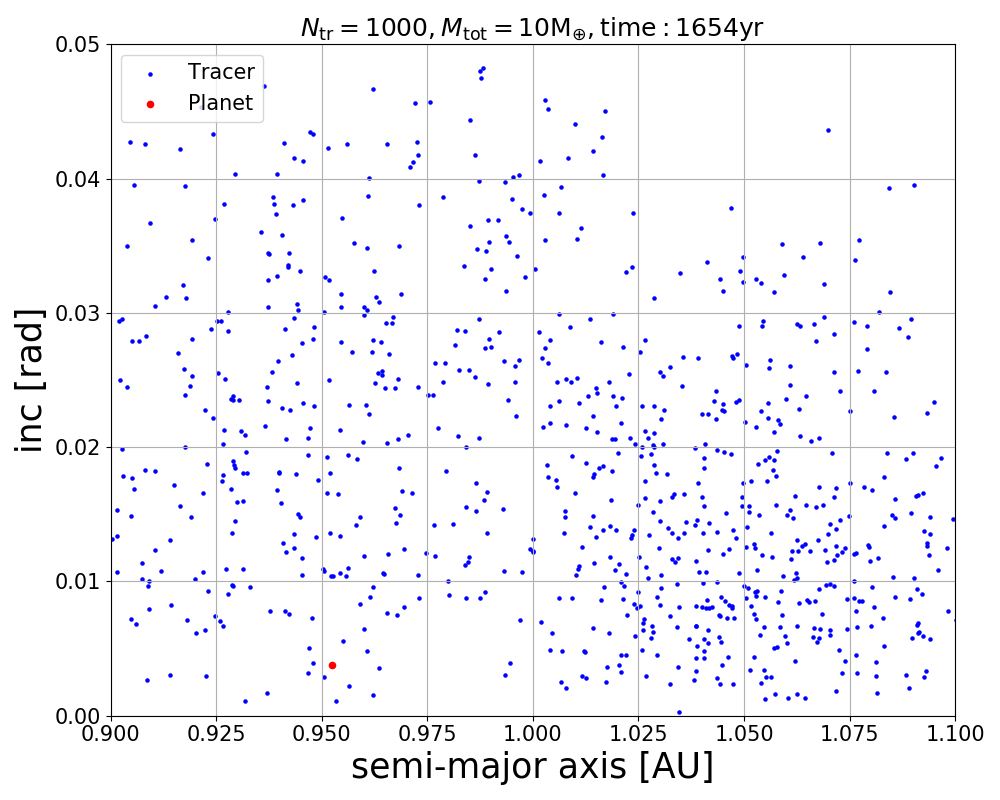 N_tr = 1000, M_tot = 10M_⊕, time : 1654yr
Tracer
Planet
inc [rad]
0.05
0.04
0.03
0.02
0.01
0.00
0.900 0.925 0.950 0.975 1.000 1.025 1.050 1.075 1.100
semi-major axis [AU]